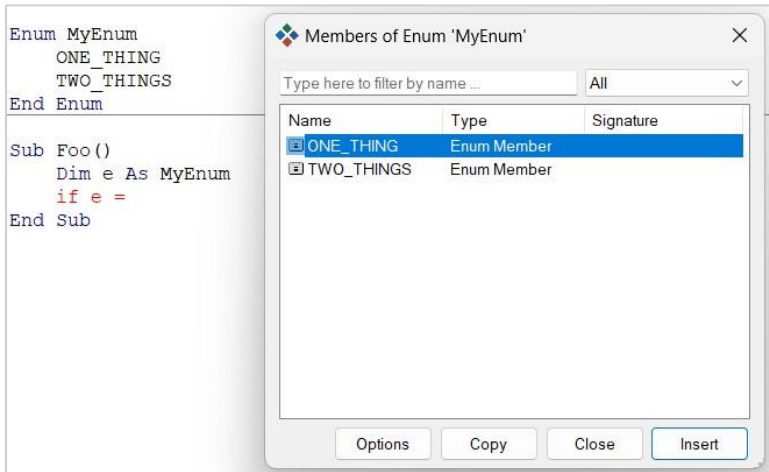 Enum MyEnum
ONE_THING
TWO_THINGS
End Enum
Sub Foo()
Dim e As MyEnum
if e =
End Sub
Members of Enum 'MyEnum'
Type here to filter by name ... All
Name Type Signature
ONE_THING Enum Member
TWO_THINGS Enum Member
Options Copy Close Insert